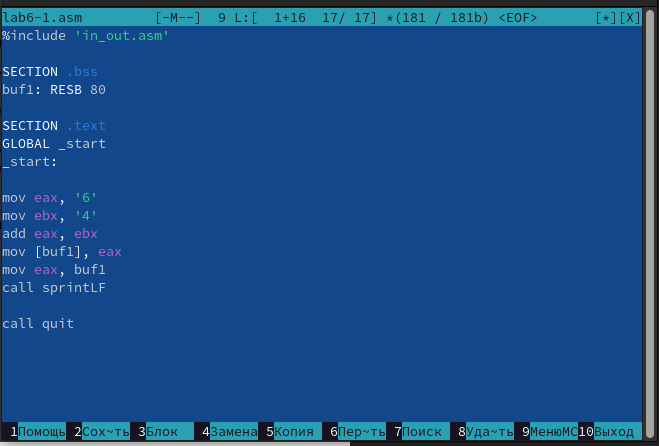 lab6-1.asm [-M--] 9 L:[ 1+16 17/ 17] *(181 / 181b) <EOF> [*][X]
%include 'in_out.asm'
SECTION .bss
buf1: RESB 80
SECTION .text
GLOBAL _start
_start:
mov eax, '6'
mov ebx, '4'
add eax, ebx
mov [buf1], eax
mov eax, buf1
call sprintLF
call quit
1Помощь 2Сох~ть 3Блок 4Замена 5Копия 6Пер~ть 7Поиск 8Уда~ть 9МенюMC 10Выход